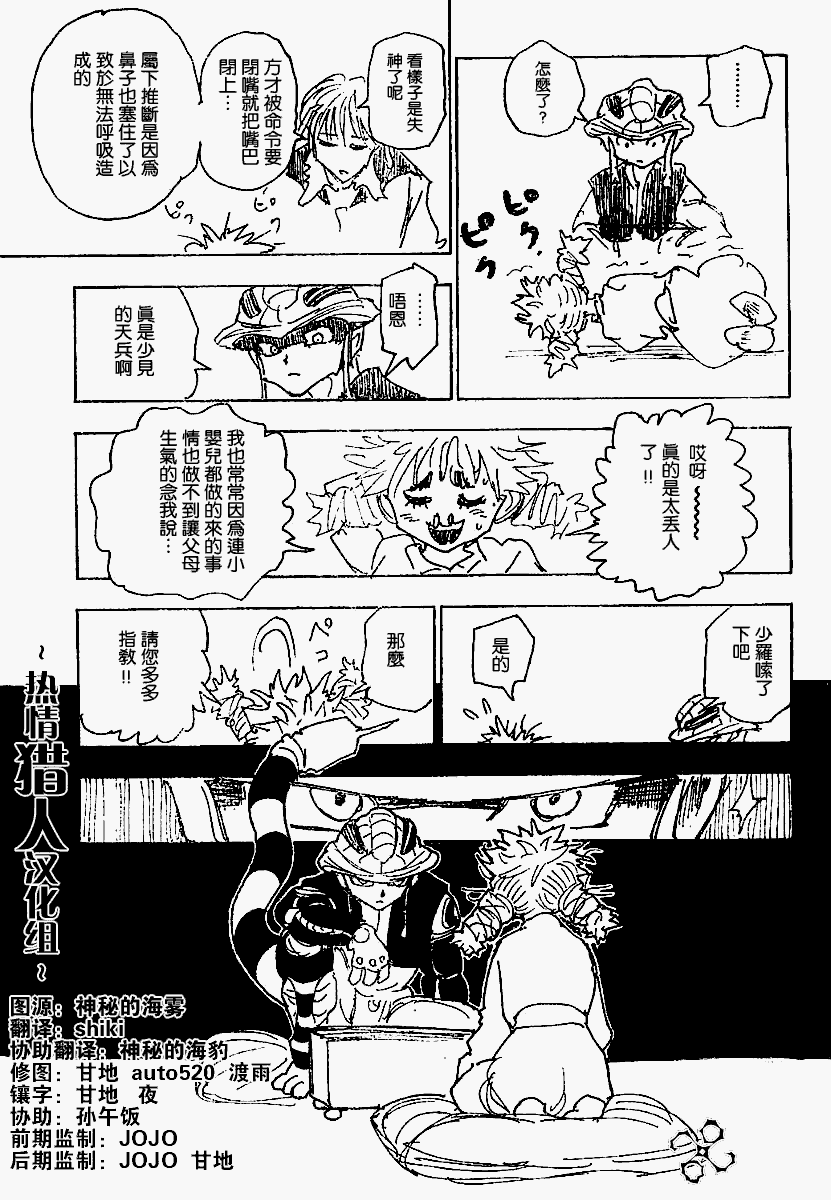 ………
怎麼了？
ピク
ピク
看樣子是失
神了呢
方才被命令要
閉嘴就把嘴巴
閉上…
屬下推斷是因爲
鼻子也塞住了以
致於無法呼吸造
成的
ピク
ピク
……
唔恩
眞是少見
的天兵啊
哎呀~~~~
眞的是太丟人
了!!
我也常常因爲連小
嬰兒都做的來的事
情也做不到讓父母
生氣的念我說…
少羅嗦了
下吧
是的
那麼
ペコ
請您多多
指教!!
~热情猎人汉化组~
图源：神秘的海雾
翻译：shiki
协助翻译：神秘的海豹
修图：甘地 auto520 渡雨
镶字：甘地 夜
协助：孙午饭
前期监制：JOJO
后期监制：JOJO 甘地